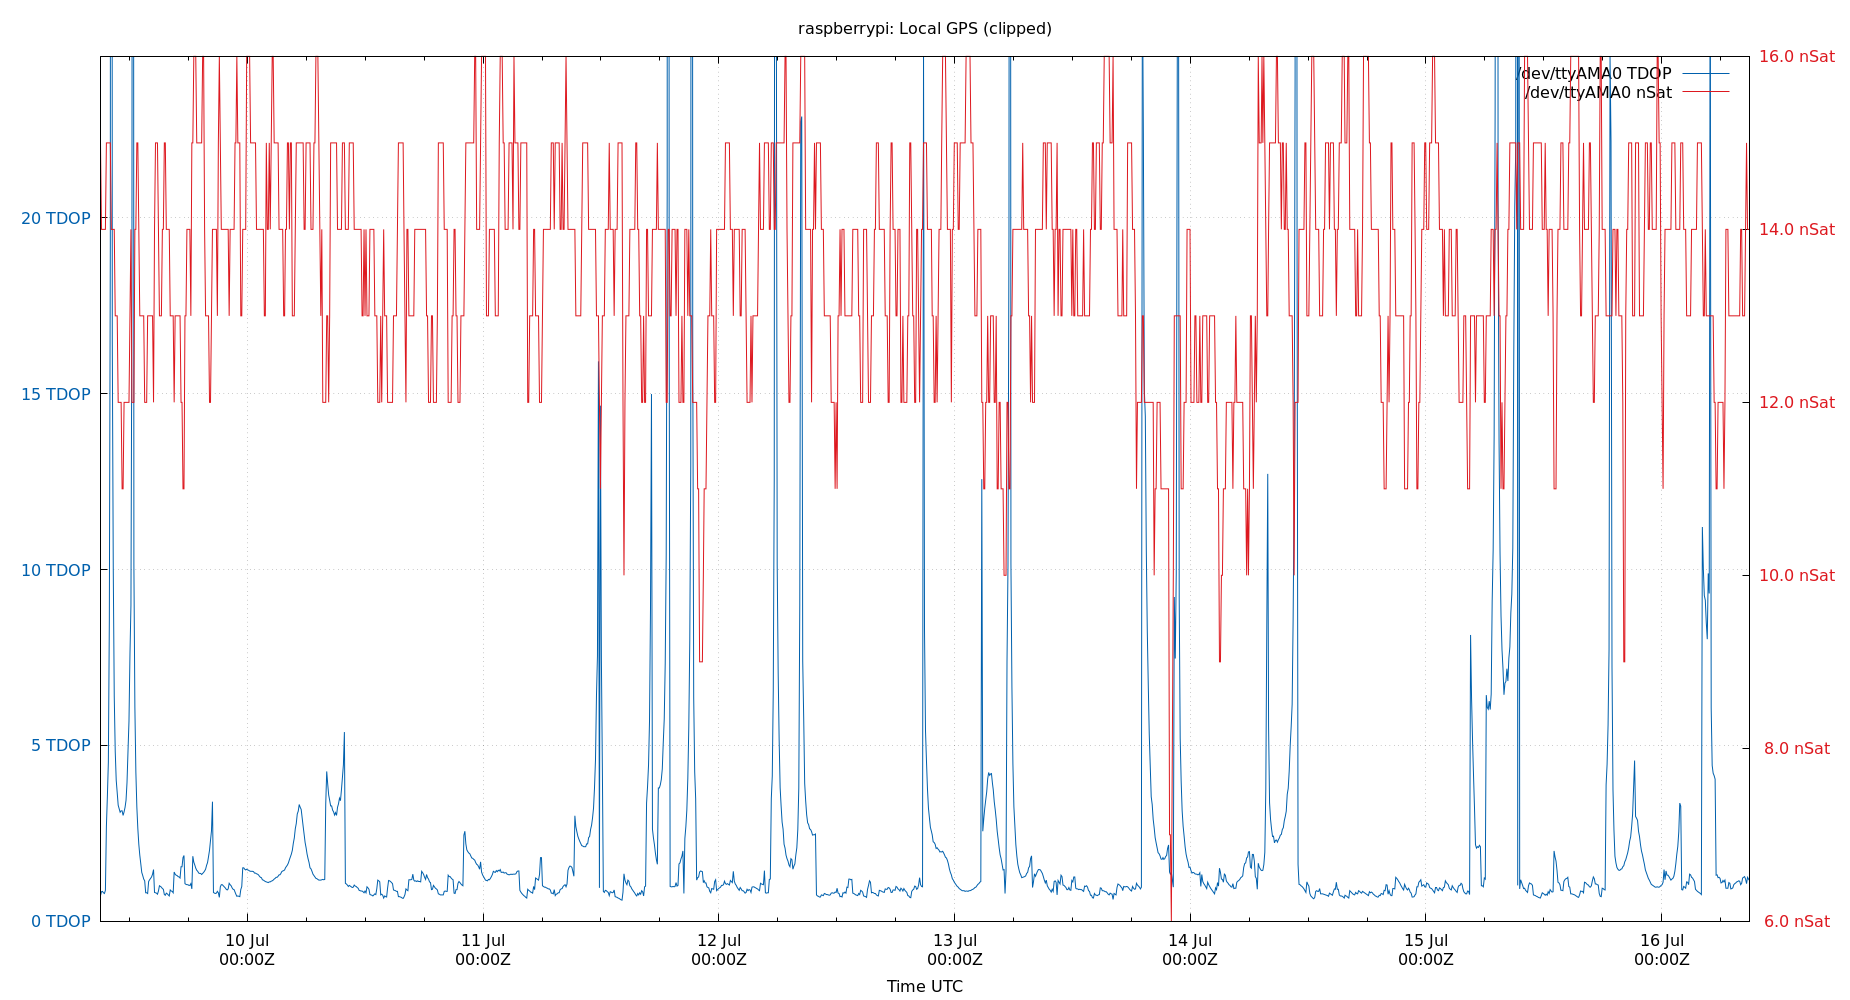 raspberrypi: Local GPS (clipped)
16.0 nSat
/dev/ttyAMA0 TDOP
/dev/ttyAMA0 nSat
20 TDOP
14.0 nSat
15 TDOP
12.0 nSat
10 TDOP
10.0 nSat
5 TDOP
8.0 nSat
0 TDOP
6.0 nSat
10 Jul 11 Jul 12 Jul 13 Jul 14 Jul 15 Jul 16 Jul
00:00Z 00:00Z 00:00Z 00:00Z 00:00Z 00:00Z 00:00Z
Time UTC